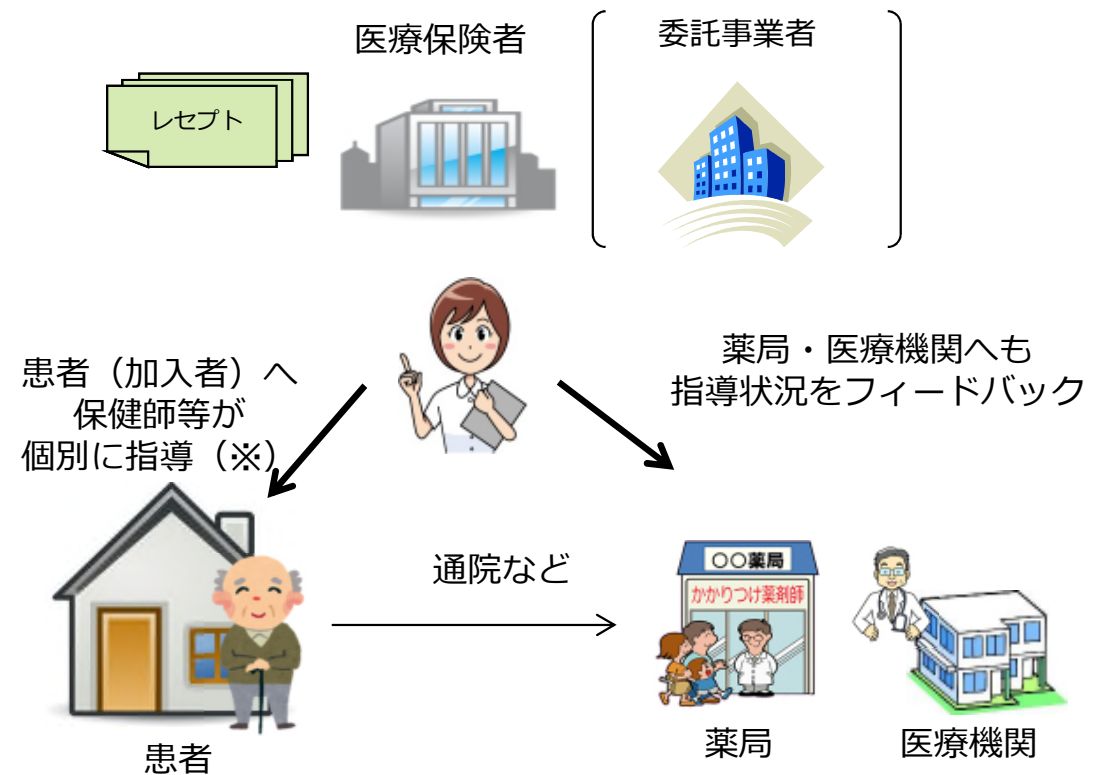 医療保険者
委託事業者
レセプト
患者（加入者）へ
保健師等が
個別に指導（※）
薬局・医療機関へも
指導状況をフィードバック
通院など
○○薬局
かかりつけ薬剤師
患者
薬局
医療機関